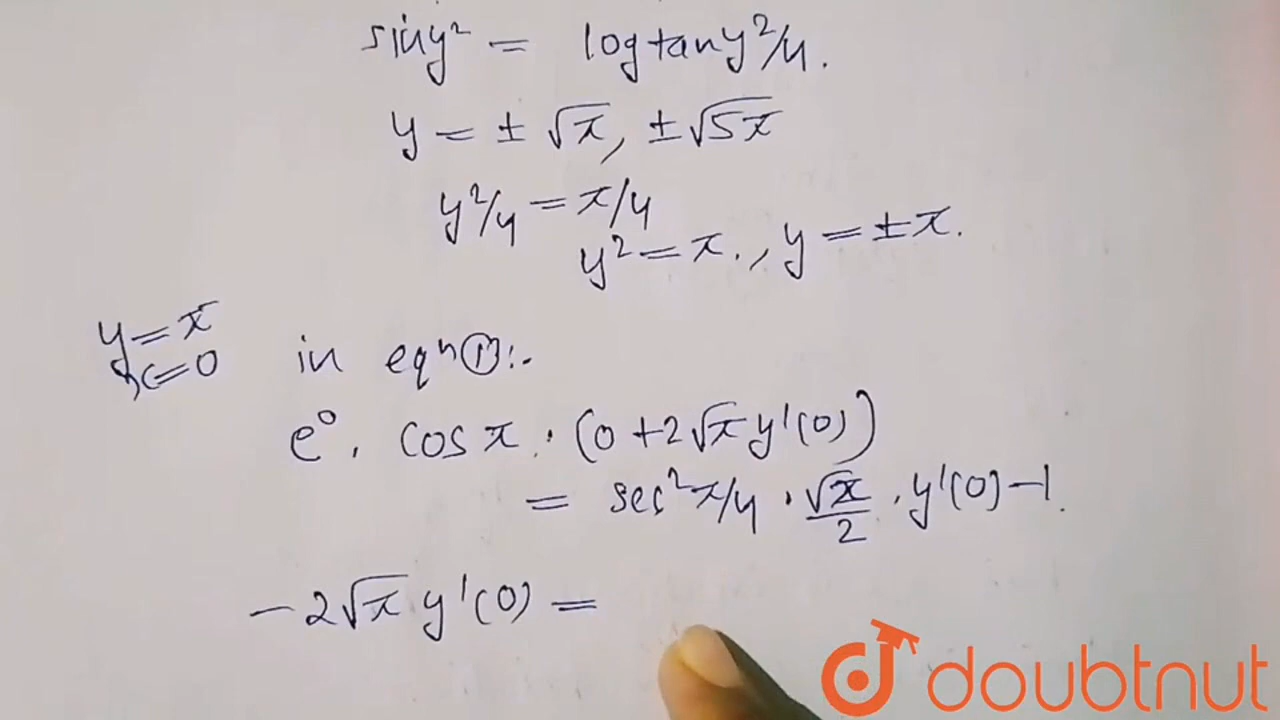 sin y² = log tan y²/4.
y = ± √π, ± √5π
y²/4 = π/4
y² = π., y = ±π.
y = π
x = 0 in eqⁿ ①:-
e⁰. cos π . (0 + 2√π y'(0))
= sec² π/4 . √π/2 . y'(0) - 1.
- 2√π y'(0) =
doubtnut